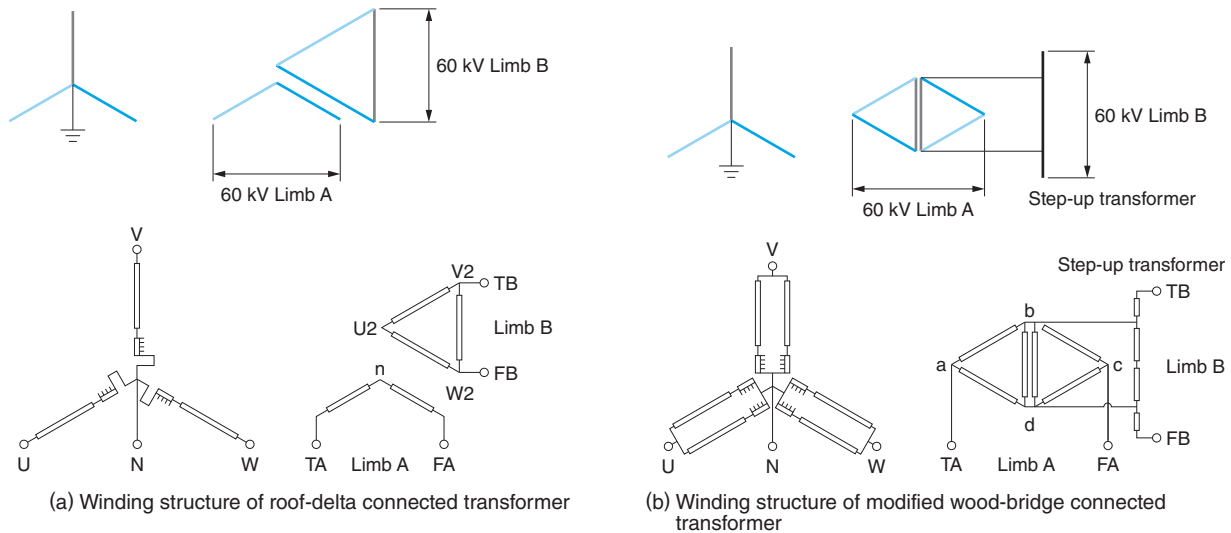 60 kV Limb B
60 kV Limb A
60 kV Limb B
60 kV Limb A
Step-up transformer
V
V2
TB
U2
Limb B
n
FB
W2
U
N
W
TA
Limb A
FA
(a) Winding structure of roof-delta connected transformer
V
Step-up transformer
TB
b
a
c
Limb B
d
FB
U
N
W
TA
Limb A
FA
(b) Winding structure of modified wood-bridge connected
transformer